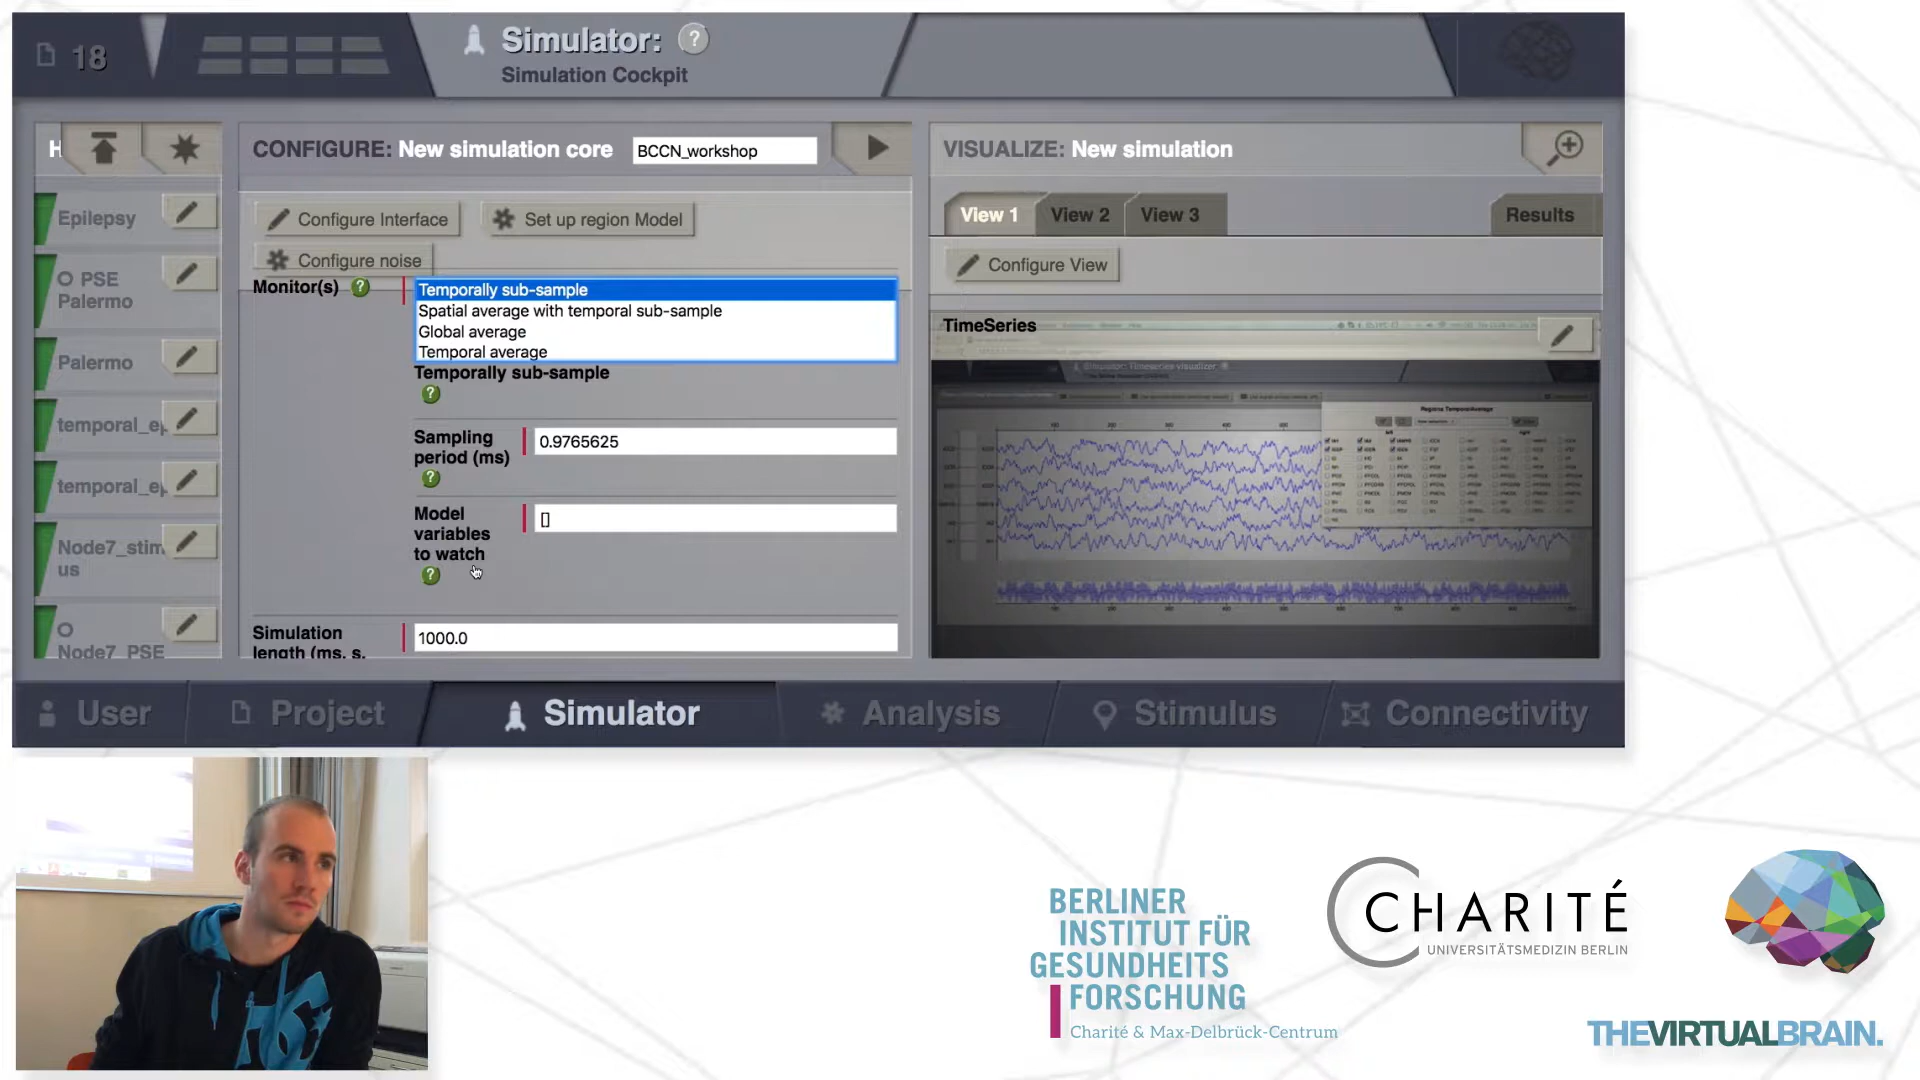 18
Simulator:
?
Simulation Cockpit
H
CONFIGURE: New simulation core
BCCN_workshop
VISUALIZE: New simulation
Epilepsy
O PSE
Palermo
Palermo
temporal_ep
temporal_ep
Node7_stim
us
O
Node7_PSE
Configure Interface
Set up region Model
Configure noise
Monitor(s) ?
Temporally sub-sample
Spatial average with temporal sub-sample
Global average
Temporal average
Temporally sub-sample
?
Sampling
period (ms)
?
0.9765625
Model
variables
to watch
?
[]
Simulation
length (ms, s,
1000.0
View 1
View 2
View 3
Results
Configure View
TimeSeries
User
Project
Simulator
Analysis
Stimulus
Connectivity
BERLINER
INSTITUT FÜR
GESUNDHEITS
FORSCHUNG
Charité & Max-Delbrück-Centrum
CHARITÉ
UNIVERSITÄTSMEDIZIN BERLIN
THEVIRTUALBRAIN.